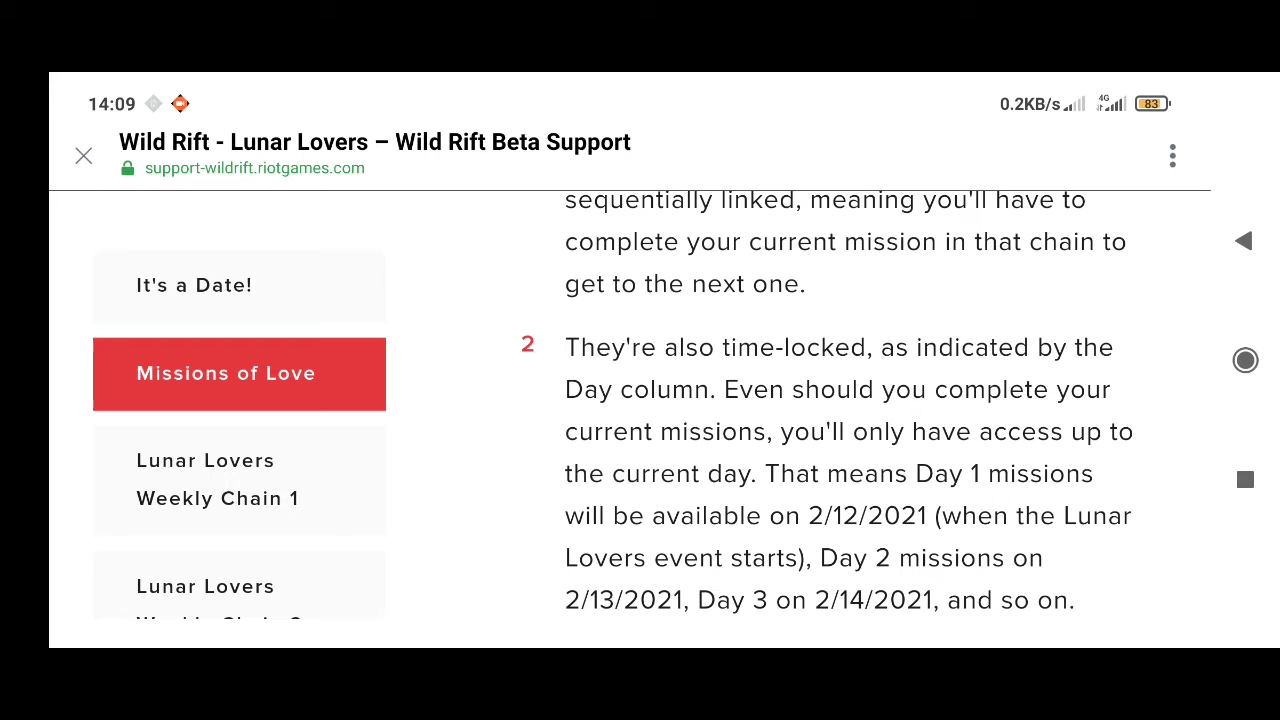 14:09
0.2KB/s 4G 83
Wild Rift - Lunar Lovers – Wild Rift Beta Support
support-wildrift.riotgames.com
It's a Date!
Missions of Love
Lunar Lovers
Weekly Chain 1
Lunar Lovers
sequentially linked, meaning you'll have to
complete your current mission in that chain to
get to the next one.
2 They're also time-locked, as indicated by the
Day column. Even should you complete your
current missions, you'll only have access up to
the current day. That means Day 1 missions
will be available on 2/12/2021 (when the Lunar
Lovers event starts), Day 2 missions on
2/13/2021, Day 3 on 2/14/2021, and so on.